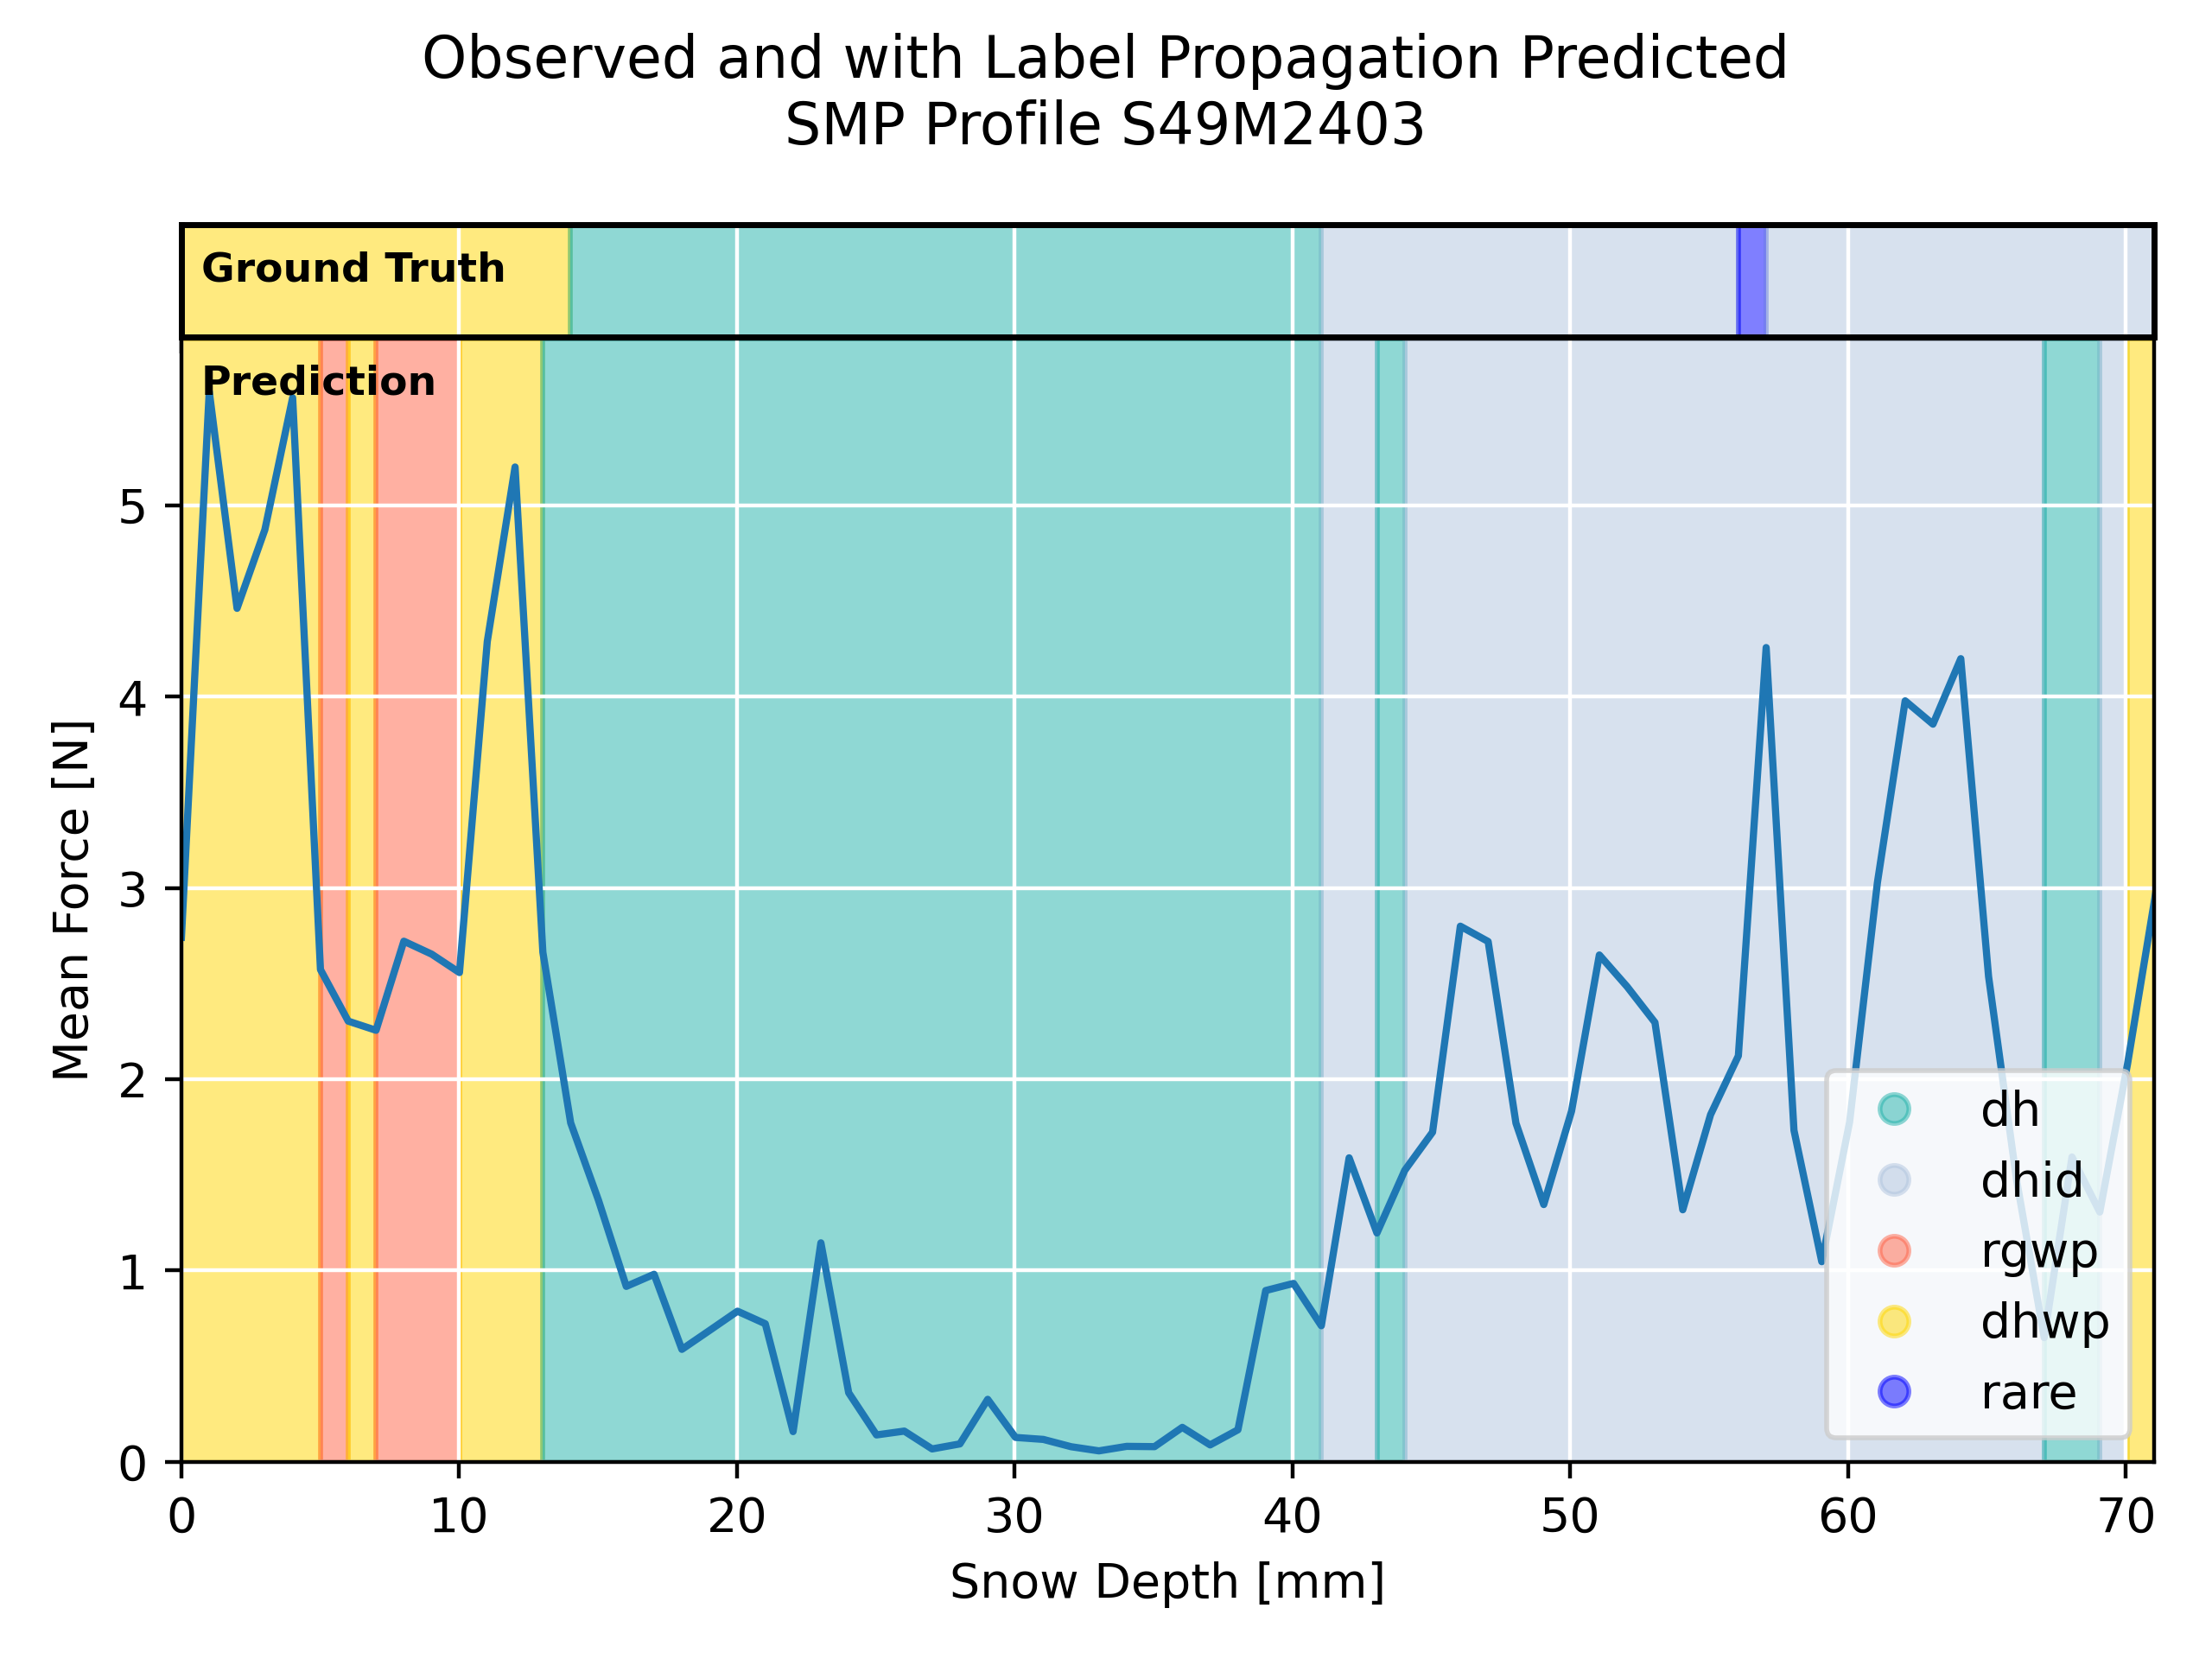 Observed and with Label Propagation Predicted
SMP Profile S49M2403
Ground Truth
Prediction
5
4
3
2
1
0
Mean Force [N]
dh
dhid
rgwp
dhwp
rare
0 10 20 30 40 50 60 70
Snow Depth [mm]